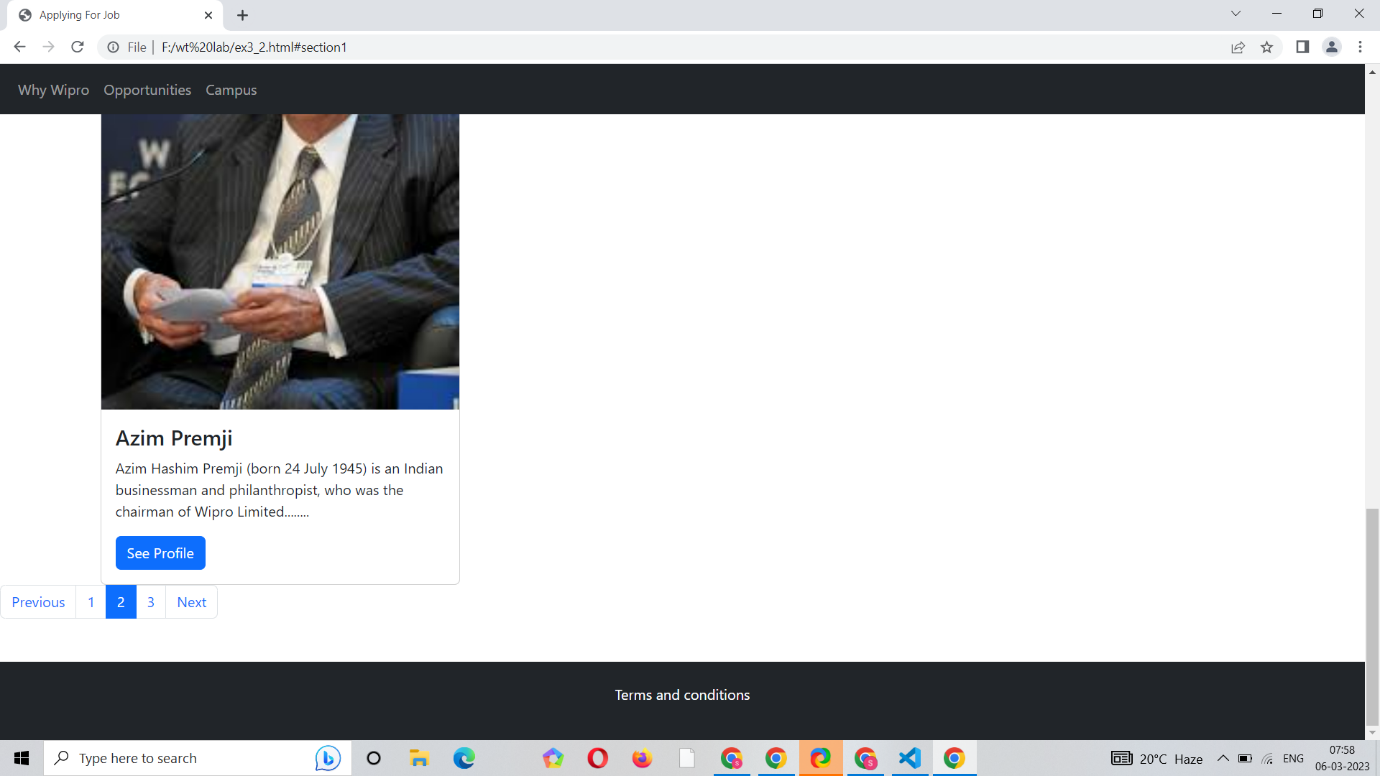 Applying For Job
File | F:/wt%20lab/ex3_2.html#section1
Why Wipro Opportunities Campus
W
EC
Azim Premji
Azim Hashim Premji (born 24 July 1945) is an Indian
businessman and philanthropist, who was the
chairman of Wipro Limited........
See Profile
Previous 1 2 3 Next
Terms and conditions
Type here to search
20°C Haze
ENG
07:58
06-03-2023